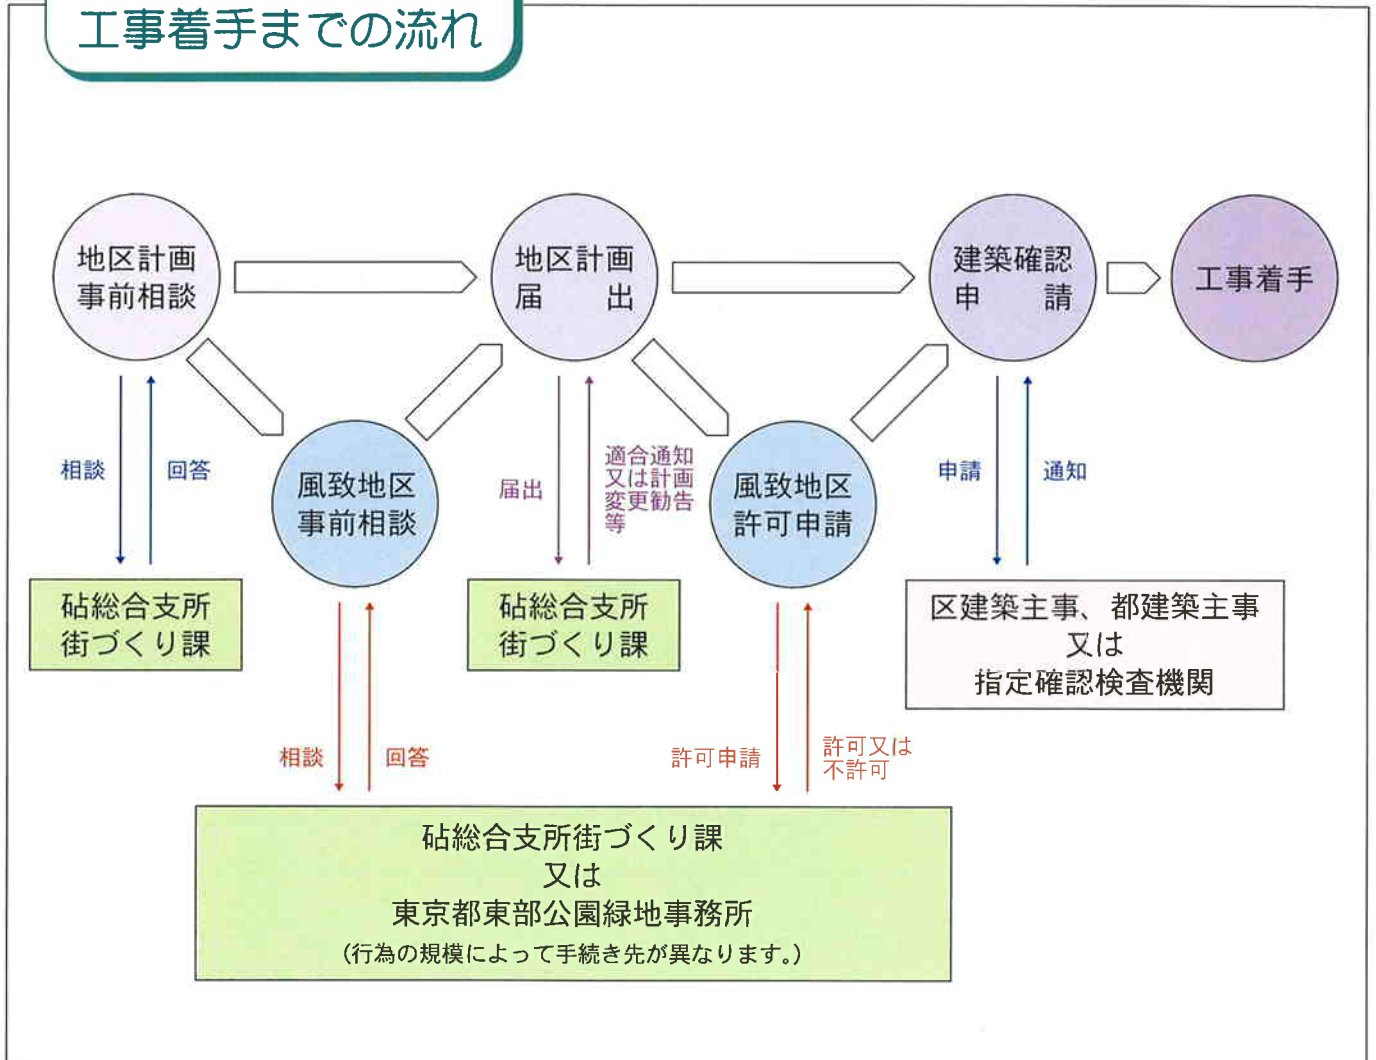 工事着手までの流れ
地区計画
事前相談
地区計画
届　　出
建築確認
申　　請
工事着手
相談
回答
風致地区
事前相談
届出
適合通知
又は計画
変更勧告
等
風致地区
許可申請
申請
通知
砧総合支所
街づくり課
砧総合支所
街づくり課
区建築主事、都建築主事
又は
指定確認検査機関
相談
回答
許可申請
許可又は
不許可
砧総合支所街づくり課
又は
東京都東部公園緑地事務所
(行為の規模によって手続き先が異なります。)